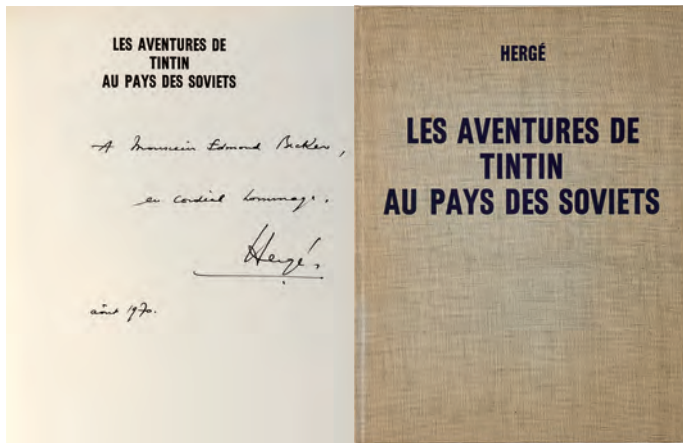 LES AVENTURES DE
TINTIN
AU PAYS DES SOVIETS
A Monsieur Edmond Becker,
en cordial hommage.
Hergé.
août 1970.
HERGÉ
LES AVENTURES DE
TINTIN
AU PAYS DES SOVIETS